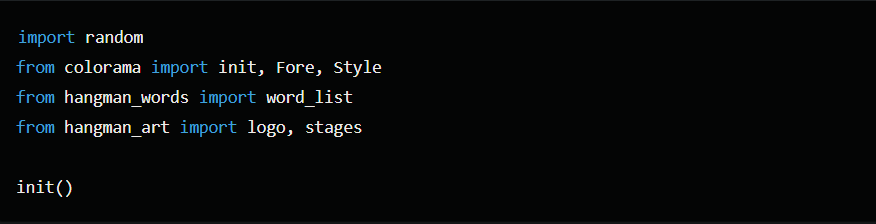 import random
from colorama import init, Fore, Style
from hangman_words import word_list
from hangman_art import logo, stages
init()